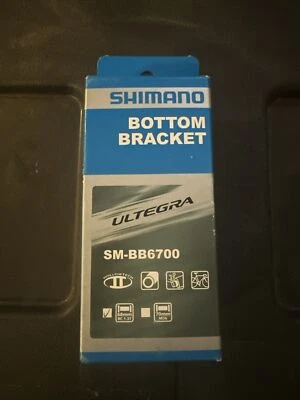 SHIMANO
BOTTOM
BRACKET
ULTEGRA
SM-BB6700